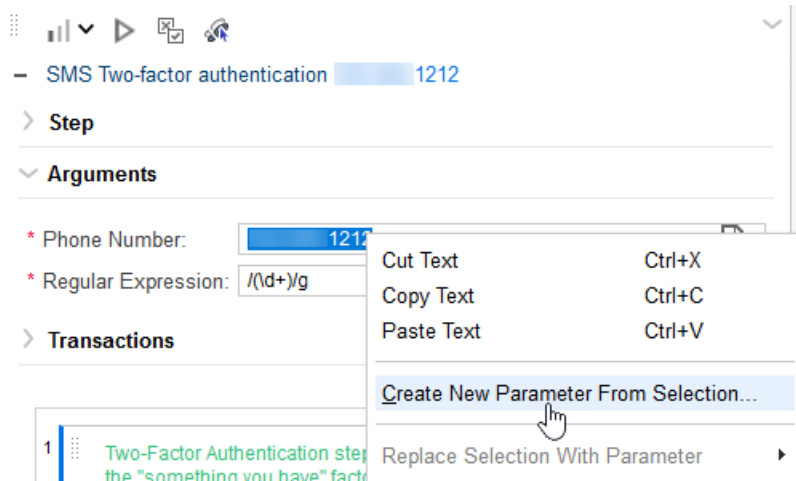 SMS Two-factor authentication 1212
Step
Arguments
* Phone Number: 1212
* Regular Expression: /(\d+)/g
Transactions
Cut Text Ctrl+X
Copy Text Ctrl+C
Paste Text Ctrl+V
Create New Parameter From Selection...
Replace Selection With Parameter
1
Two-Factor Authentication step
the "something you have" facto